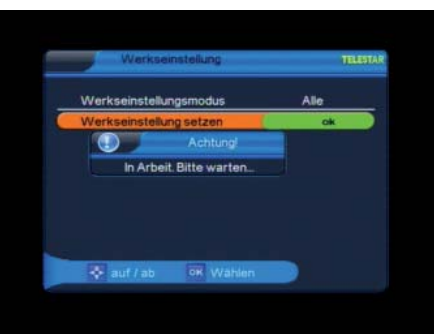 Werkseinstellung
TELESTAR
Werkseinstellungsmodus Alle
Werkseinstellung setzen ok
Achtung!
In Arbeit. Bitte warten...
auf / ab OK Wählen